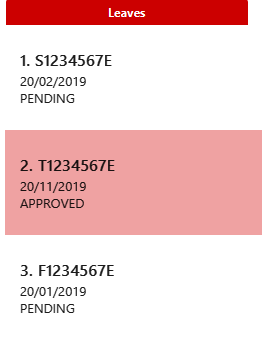 Leaves
1. S1234567E
20/02/2019
PENDING
2. T1234567E
20/11/2019
APPROVED
3. F1234567E
20/01/2019
PENDING